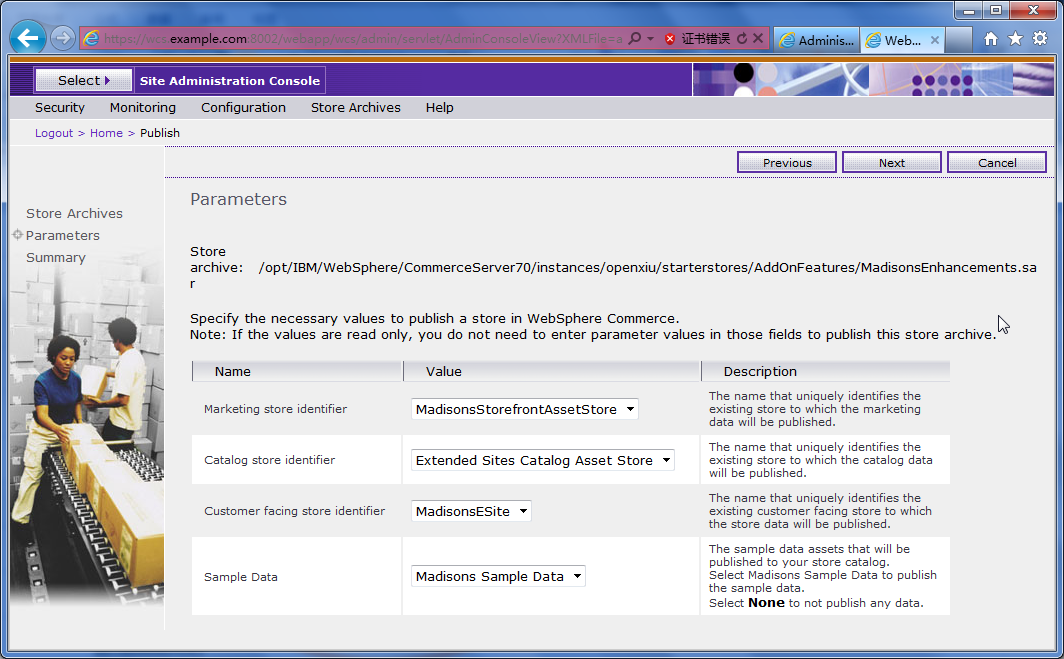 https://wcs.example.com:8002/webapp/wcs/admin/servlet/AdminConsoleView?XMLFile=a
证书错误
Adminis...
Web...
Select
Site Administration Console
Security Monitoring Configuration Store Archives Help
Logout > Home > Publish
Previous Next Cancel
Store Archives
Parameters
Summary
Parameters
Store
archive: /opt/IBM/WebSphere/CommerceServer70/instances/openxiu/starterstores/AddOnFeatures/MadisonsEnhancements.sa
r
Specify the necessary values to publish a store in WebSphere Commerce.
Note: If the values are read only, you do not need to enter parameter values in those fields to publish this store archive.
Name Value Description
Marketing store identifier
MadisonsStorefrontAssetStore
The name that uniquely identifies the
existing store to which the marketing
data will be published.
Catalog store identifier
Extended Sites Catalog Asset Store
The name that uniquely identifies the
existing store to which the catalog data
will be published.
Customer facing store identifier
MadisonsESite
The name that uniquely identifies the
existing customer facing store to which
the store data will be published.
Sample Data
Madisons Sample Data
The sample data assets that will be
published to your store catalog.
Select Madisons Sample Data to publish
the sample data.
Select None to not publish any data.